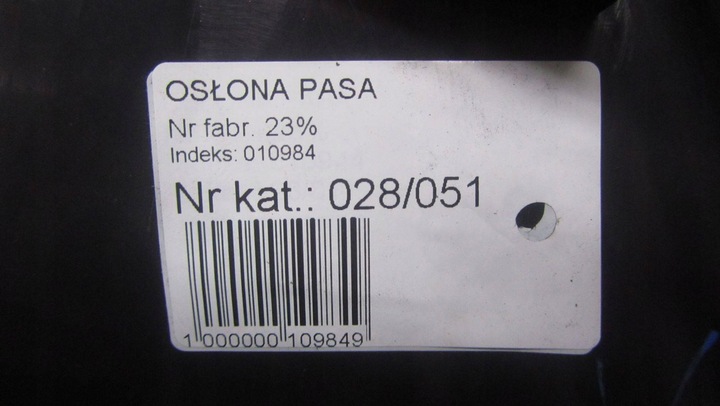 OSŁONA PASA
Nr fabr. 23%
Indeks: 010984
Nr kat.: 028/051
1 000000 109849